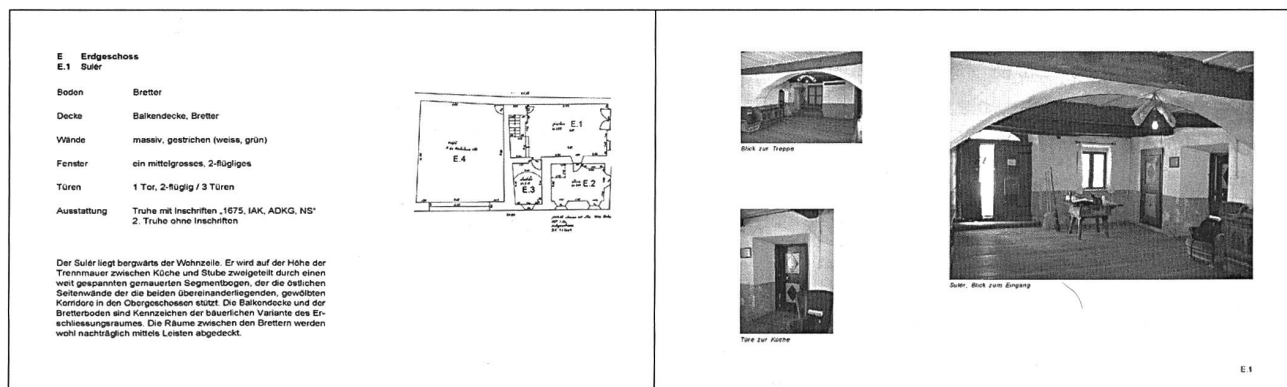 E Erdgeschoss
E.1 Sulèr
Boden Bretter
Decke Balkendecke, Bretter
Wände massiv, gestrichen (weiss, grün)
Fenster ein mittelgrosses, 2-flügliges
Türen 1 Tor, 2-flüglig / 3 Türen
Ausstattung Truhe mit Inschriften „1675, IAK, ADKG, NS“
2. Truhe ohne Inschriften
E.1
E.4
E.3
E.2
Der Sulèr liegt bergwärts der Wohnzeile. Er wird auf der Höhe der
Trennmauer zwischen Küche und Stube zweigeteilt durch einen
weit gespannten gemauerten Segmentbogen, der die östlichen
Seitenwände der die beiden übereinanderliegenden, gewölbten
Korridore in den Obergeschossen stützt. Die Balkendecke und der
Bretterboden sind Kennzeichen der bäuerlichen Variante des Er-
schliessungsraumes. Die Räume zwischen den Brettern werden
wohl nachträglich mittels Leisten abgedeckt.
Blick zur Treppe
Türe zur Küche
Sulèr, Blick zum Eingang
E.1